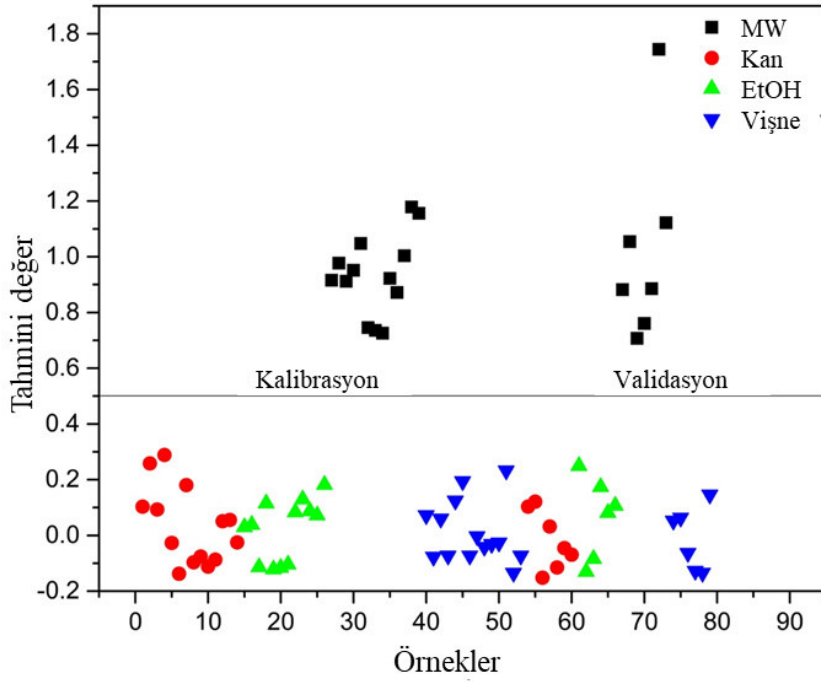 MW
Kan
EtOH
Vişne
Tahmini değer
1.8
1.6
1.4
1.2
1.0
0.8
0.6
0.4
0.2
0.0
-0.2
Kalibrasyon
Validasyon
0 10 20 30 40 50 60 70 80 90
Örnekler